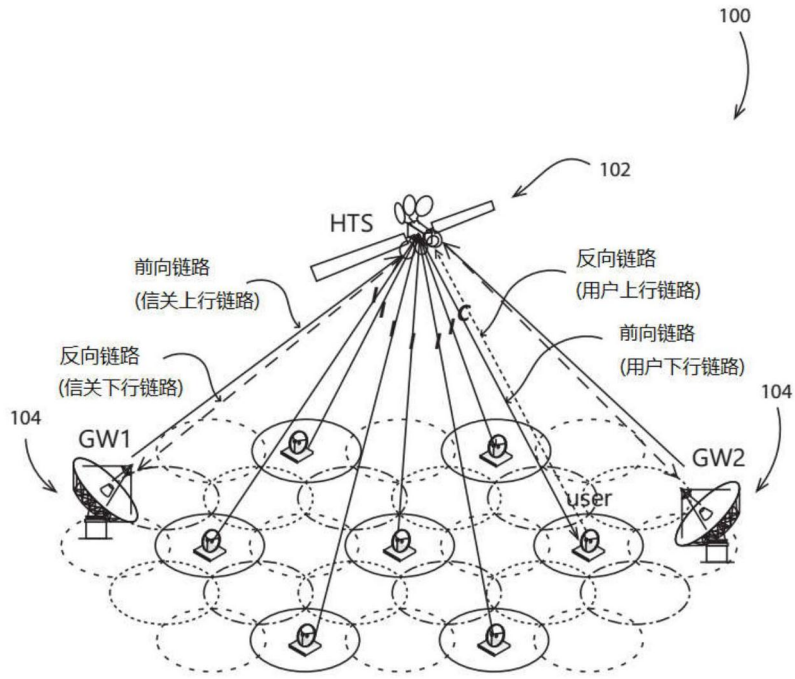 100
102
HTS
前向链路
(信关上行链路)
反向链路
(用户上行链路)
反向链路
(信关下行链路)
前向链路
(用户下行链路)
I
I
I
I
I
I
C
104
GW1
104
GW2
user